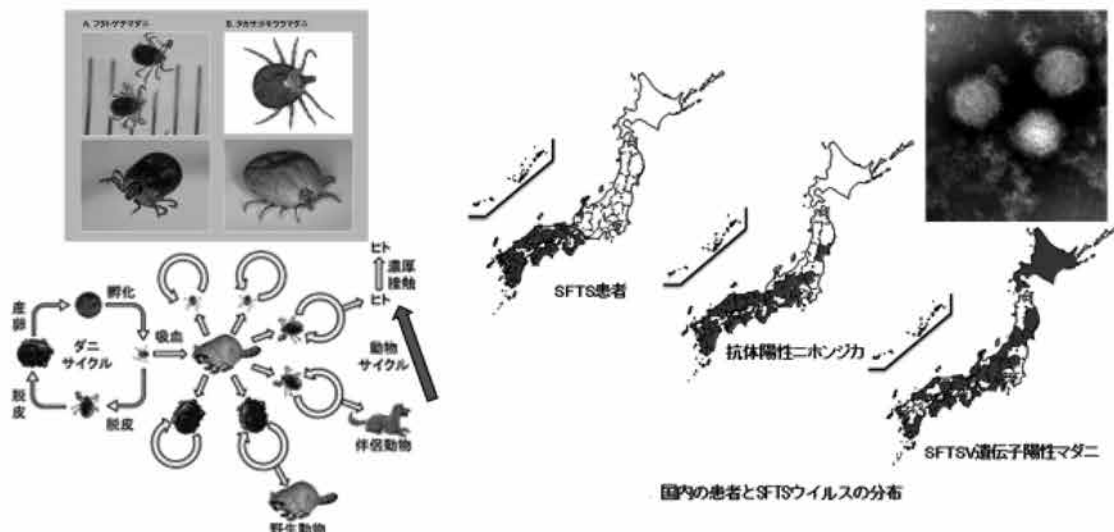 A. フタトゲチマダニ
B. タカサゴキララマダニ
ヒト
濃厚
接触
ヒト
孵化
産卵
吸血
ダニ
サイクル
動物
サイクル
脱皮
脱皮
伴侶動物
野生動物
SFTS患者
抗体陽性ニホンジカ
SFTSV遺伝子陽性マダニ
国内の患者とSFTSウイルスの分布